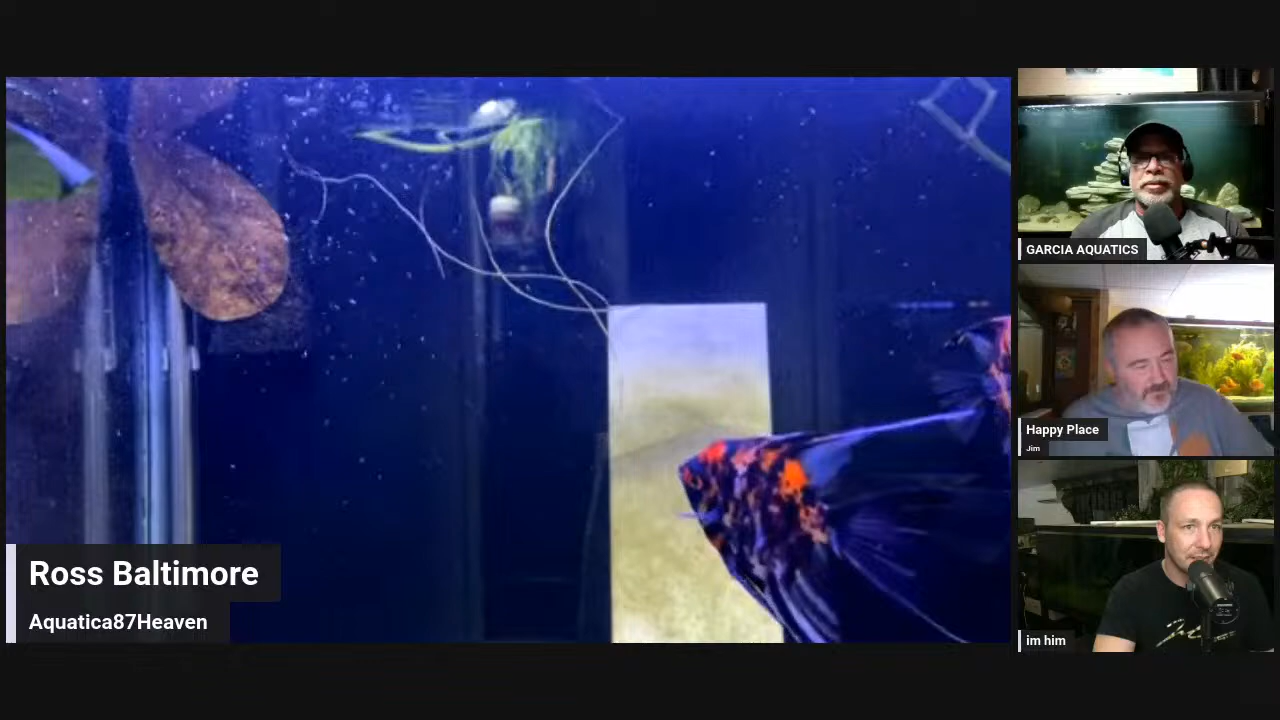 Ross Baltimore
Aquatica87Heaven
GARCIA AQUATICS
Happy Place
Jim
im him